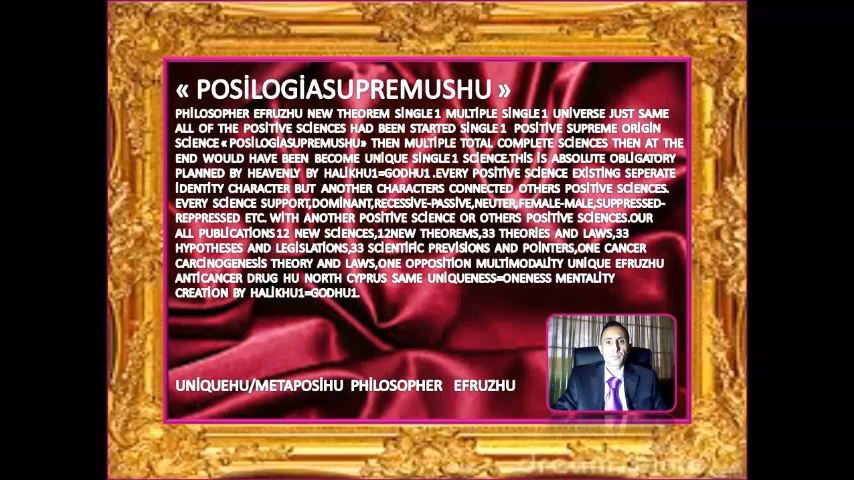 « POSİLOGİASUPREMUSHU »
PHİLOSOPHER EFRUZHU NEW THEOREM SİNGLE 1 MULTİPLE SİNGLE 1 UNİVERSE JUST SAME
ALL OF THE POSİTİVE SCİENCES HAD BEEN STARTED SİNGLE 1 POSİTİVE SUPREME ORİGİN
SCİENCE « POSİLOGİASUPREMUSHU» THEN MULTİPLE TOTAL COMPLETE SCİENCES THEN AT THE
END WOULD HAVE BEEN BECOME UNİQUE SİNGLE 1 SCİENCE.THİS İS ABSOLUTE OBLİGATORY
PLANNED BY HEAVENLY BY HALİKHU1=GODHU1 .EVERY POSİTİVE SCİENCE EXİSTİNG SEPERATE
İDENTİTY CHARACTER BUT ANOTHER CHARACTERS CONNECTED OTHERS POSİTİVE SCİENCES.
EVERY SCİENCE SUPPORT,DOMİNANT,RECESSİVE-PASSİVE,NEUTER,FEMALE-MALE,SUPPRESSED-
REPPRESSED ETC. WİTH ANOTHER POSİTİVE SCİENCE OR OTHERS POSİTİVE SCİENCES.OUR
ALL PUBLİCATİONS 12 NEW SCİENCES,12NEW THEOREMS,33 THEORİES AND LAWS,33
HYPOTHESES AND LEGİSLATİONS,33 SCİENTİFİC PREVİSİONS AND POİNTERS,ONE CANCER
CARCİNOGENESİS THEORY AND LAWS,ONE OPPOSİTİON MULTİMODALİTY UNİQUE EFRUZHU
ANTİCANCER DRUG HU NORTH CYPRUS SAME UNİQUENESS=ONENESS MENTALİTY
CREATİON BY HALİKHU1=GODHU1.
UNİQUEHU/METAPOSİHU PHİLOSOPHER EFRUZHU